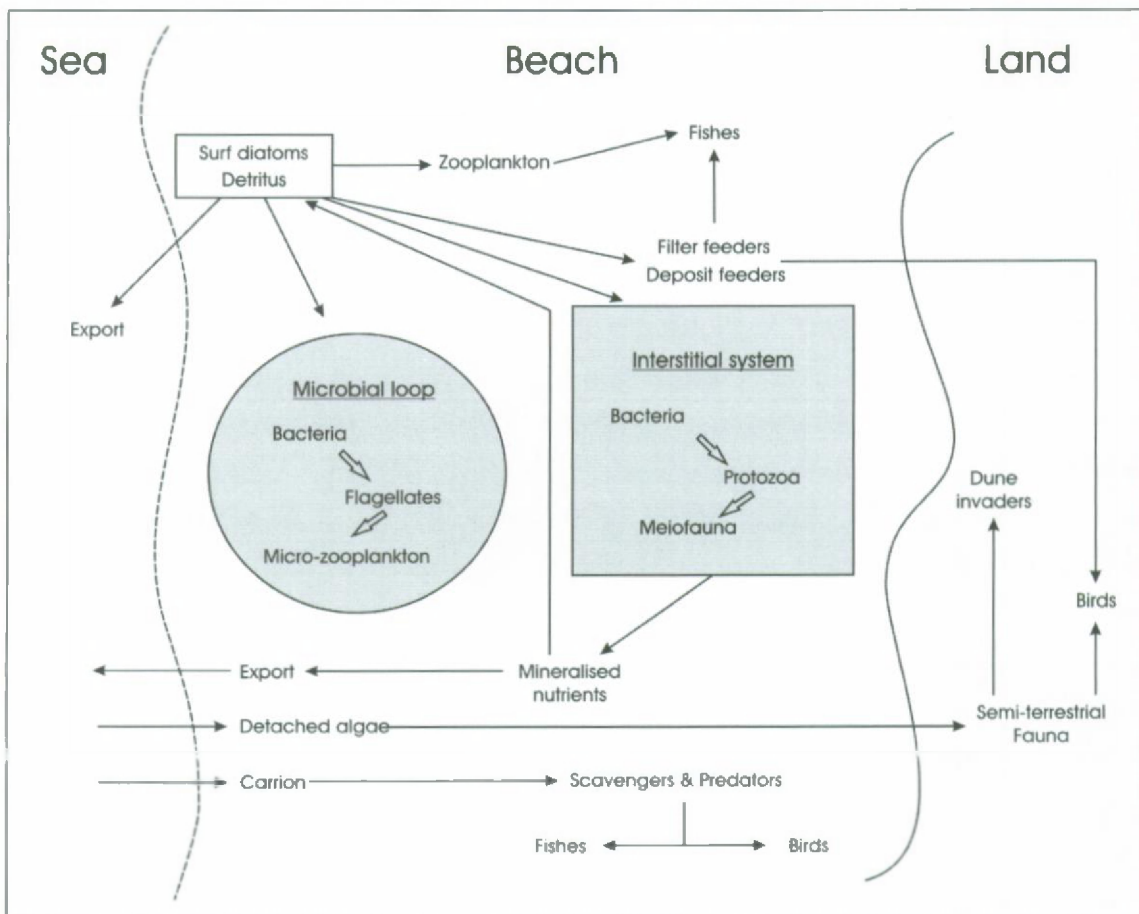 Sea
Beach
Land
Surf diatoms
Detritus
Zooplankton
Fishes
Filter feeders
Deposit feeders
Export
Microbial loop
Bacteria
Flagellates
Micro-zooplankton
Interstitial system
Bacteria
Protozoa
Meiofauna
Dune
invaders
Birds
Export
Mineralised
nutrients
Detached algae
Semi-terrestrial
Fauna
Carrion
Scavengers & Predators
Fishes
Birds